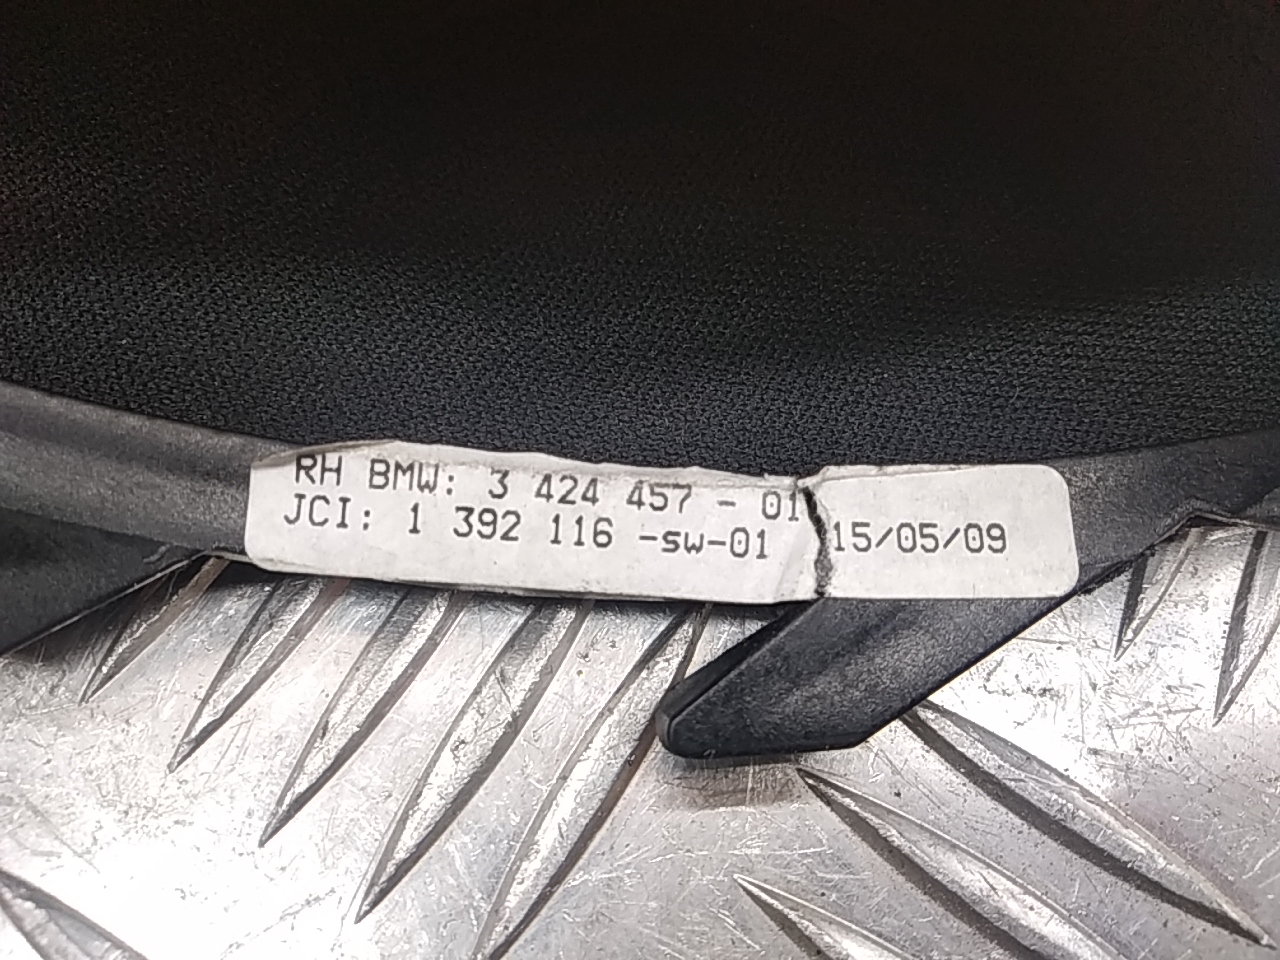 RH BMW: 3 424 457 - 01
JCI: 1 392 116 -sw-01 15/05/09